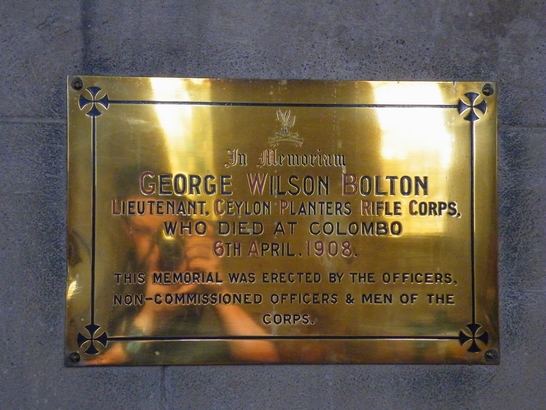 In Memoriam
GEORGE WILSON BOLTON
LIEUTENANT, CEYLON PLANTERS RIFLE CORPS,
WHO DIED AT COLOMBO
6TH APRIL. 1908.
THIS MEMORIAL WAS ERECTED BY THE OFFICERS,
NON-COMMISSIONED OFFICERS & MEN OF THE
CORPS.